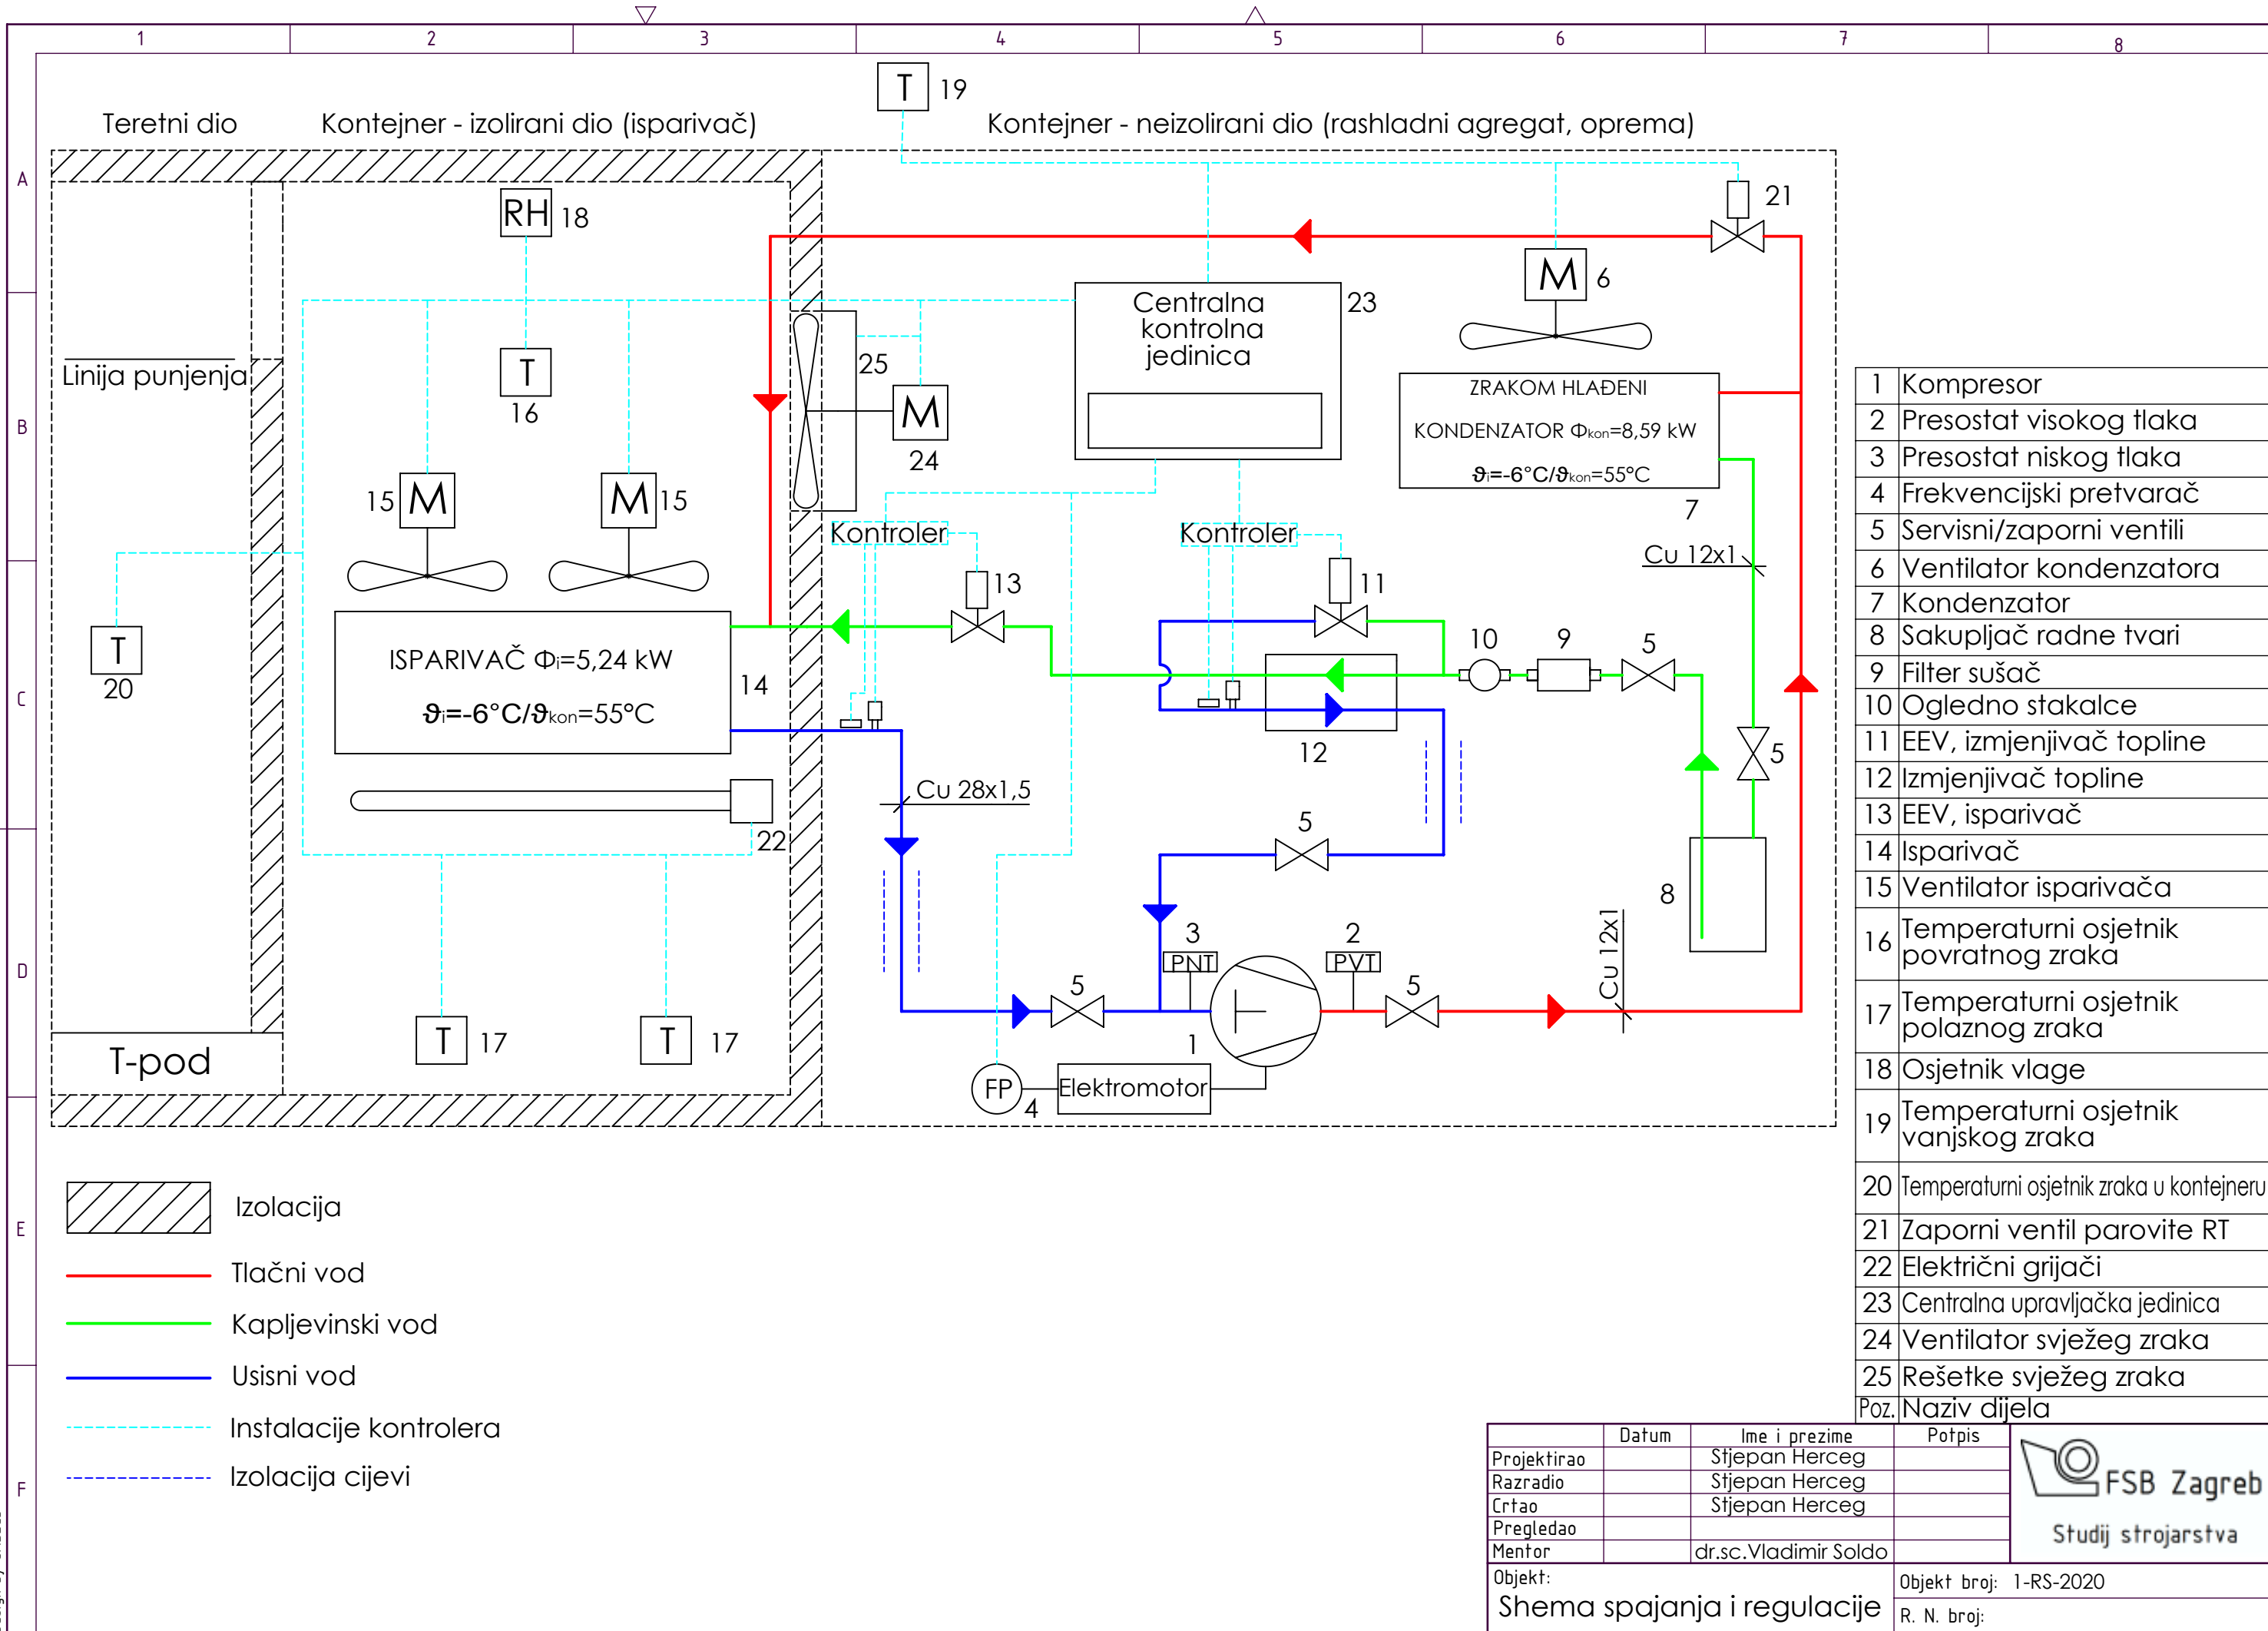 1 2 3 4 5 6 7 8
A
B
C
D
E
F
T 19
Teretni dio
Kontejner - izolirani dio (isparivač)
Kontejner - neizolirani dio (rashladni agregat, oprema)
RH 18
21
M 6
Centralna
kontrolna
jedinica
23
Linija punjenja
T
16
25
M
24
ZRAKOM HLAĐENI
KONDENZATOR Φkon=8,59 kW
ϑi=-6°C/ϑkon=55°C
7
15 M
M 15
Kontroler
Kontroler
Cu 12x1
13
11
T
20
ISPARIVAČ Φi=5,24 kW
ϑi=-6°C/ϑkon=55°C
14
10
9
5
12
5
Cu 28x1,5
22
5
8
3
PNT
2
PVT
5
5
Cu 12x1
1
T-pod
T 17
T 17
FP
4
Elektromotor
Izolacija
Tlačni vod
Kapljevinski vod
Usisni vod
Instalacije kontrolera
Izolacija cijevi
1 Kompresor
2 Presostat visokog tlaka
3 Presostat niskog tlaka
4 Frekvencijski pretvarač
5 Servisni/zaporni ventili
6 Ventilator kondenzatora
7 Kondenzator
8 Sakupljač radne tvari
9 Filter sušač
10 Ogledno stakalce
11 EEV, izmjenjivač topline
12 Izmjenjivač topline
13 EEV, isparivač
14 Isparivač
15 Ventilator isparivača
16 Temperaturni osjetnik
povratnog zraka
17 Temperaturni osjetnik
polaznog zraka
18 Osjetnik vlage
19 Temperaturni osjetnik
vanjskog zraka
20 Temperaturni osjetnik zraka u kontejneru
21 Zaporni ventil parovite RT
22 Električni grijači
23 Centralna upravljačka jedinica
24 Ventilator svježeg zraka
25 Rešetke svježeg zraka
Poz. Naziv dijela
Datum Ime i prezime Potpis
Projektirao Stjepan Herceg
Razradio Stjepan Herceg
Crtao Stjepan Herceg
Pregledao
Mentor dr.sc.Vladimir Soldo
FSB Zagreb
Studij strojarstva
Objekt:
Shema spajanja i regulacije
Objekt broj: 1-RS-2020
R. N. broj: